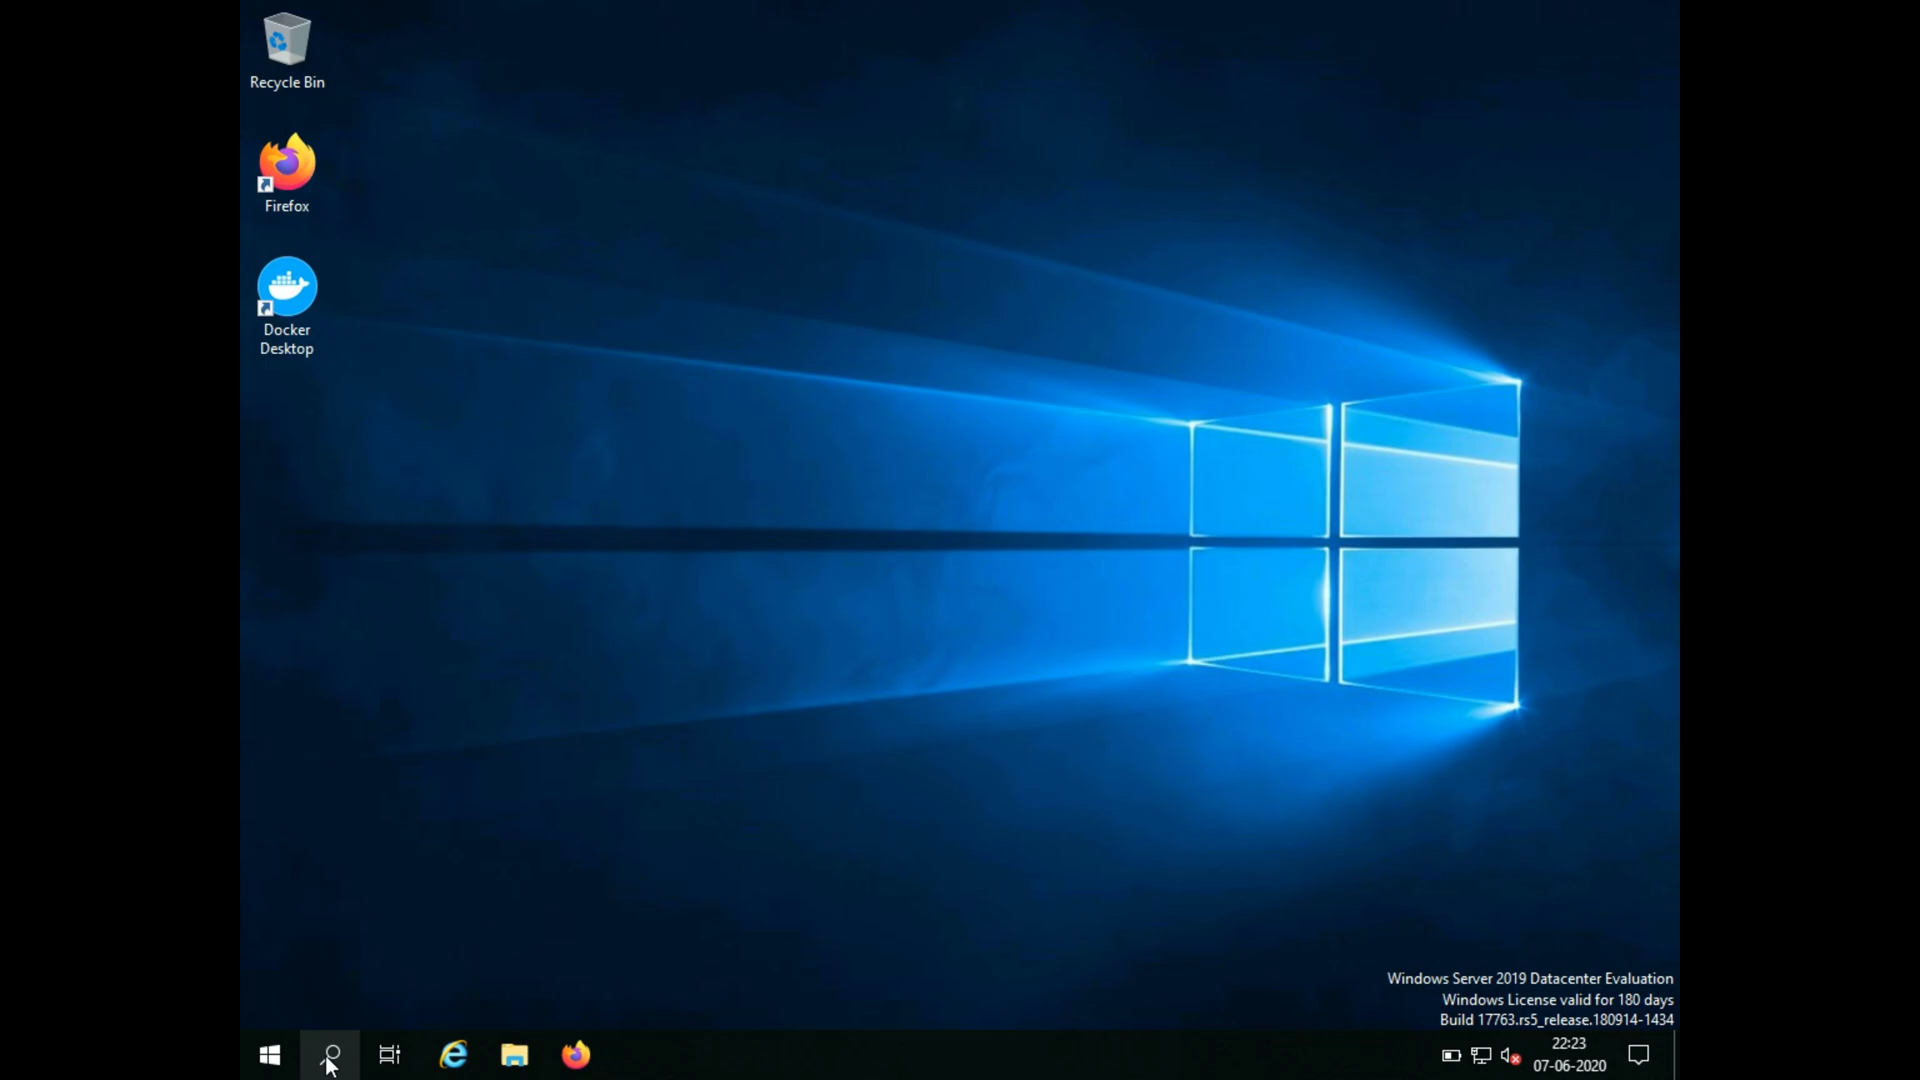 Recycle Bin
Firefox
Docker
Desktop
Windows Server 2019 Datacenter Evaluation
Windows License valid for 180 days
Build 17763.rs5_release.180914-1434
22:23
07-06-2020